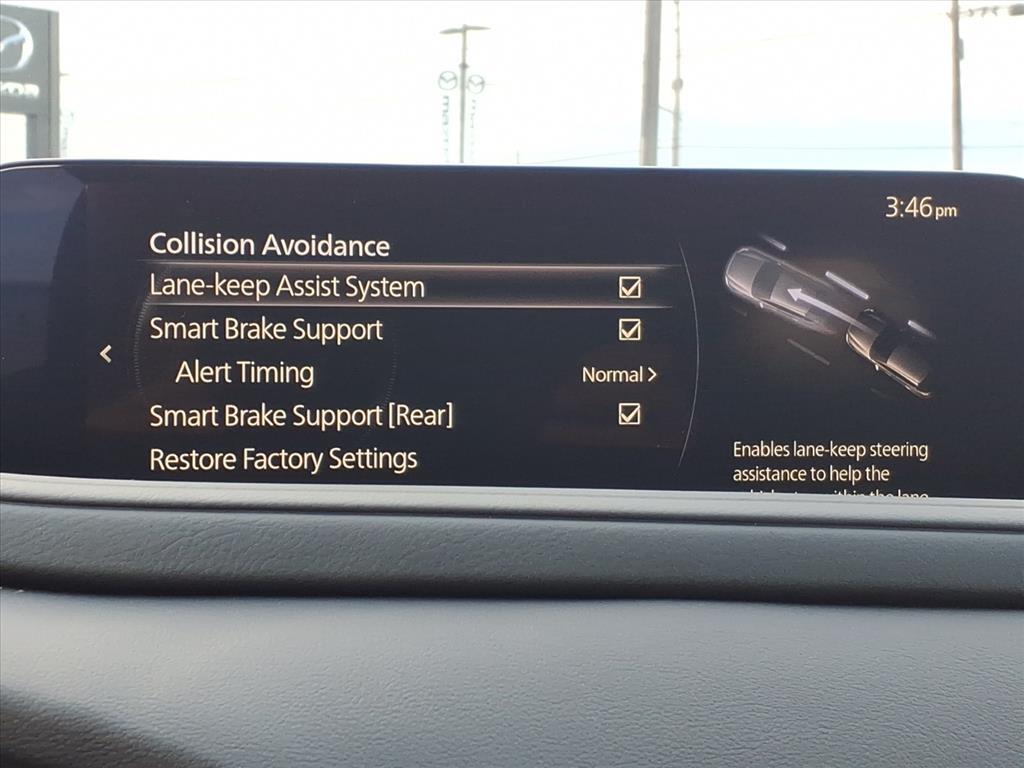 3:46pm
Collision Avoidance
Lane-keep Assist System
Smart Brake Support
Alert Timing
Normal >
Smart Brake Support [Rear]
Restore Factory Settings
Enables lane-keep steering
assistance to help the